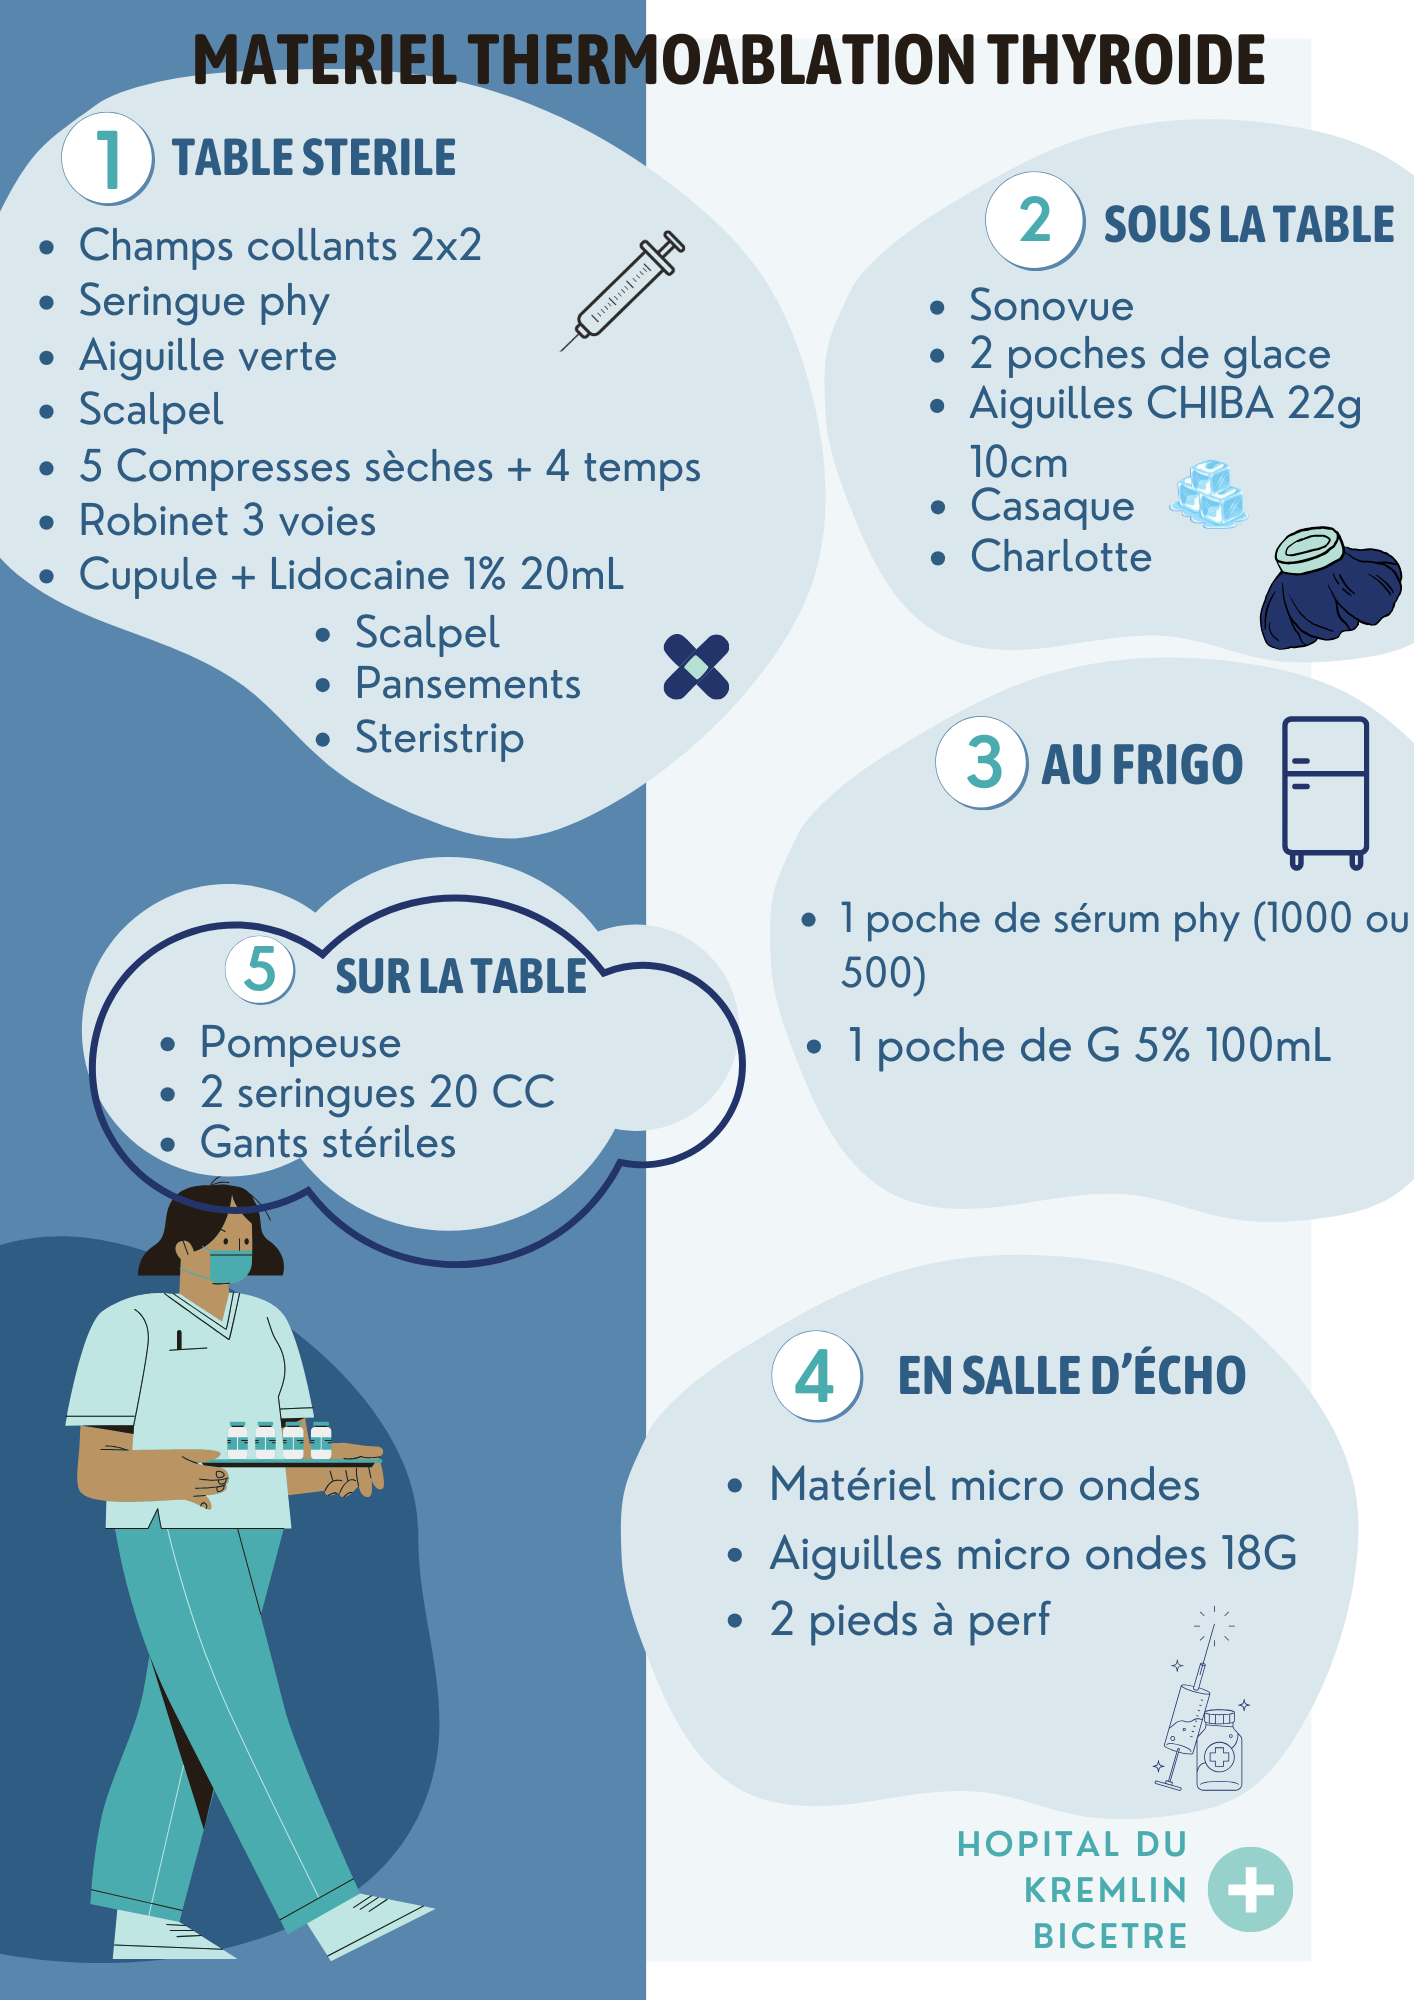 MATERIEL THERMOABLATION THYROIDE
1 TABLE STERILE
Champs collants 2x2
Seringue phy
Aiguille verte
Scalpel
5 Compresses sèches + 4 temps
Robinet 3 voies
Cupule + Lidocaine 1% 20mL
Scalpel
Pansements
Steristrip
2 SOUS LA TABLE
Sonovue
2 poches de glace
Aiguilles CHIBA 22g
10cm
Casaque
Charlotte
3 AU FRIGO
1 poche de sérum phy (1000 ou
500)
1 poche de G 5% 100mL
5 SUR LA TABLE
Pompeuse
2 seringues 20 CC
Gants stériles
4 EN SALLE D'ÉCHO
Matériel micro ondes
Aiguilles micro ondes 18G
2 pieds à perf
HOPITAL DU
KREMLIN
BICETRE